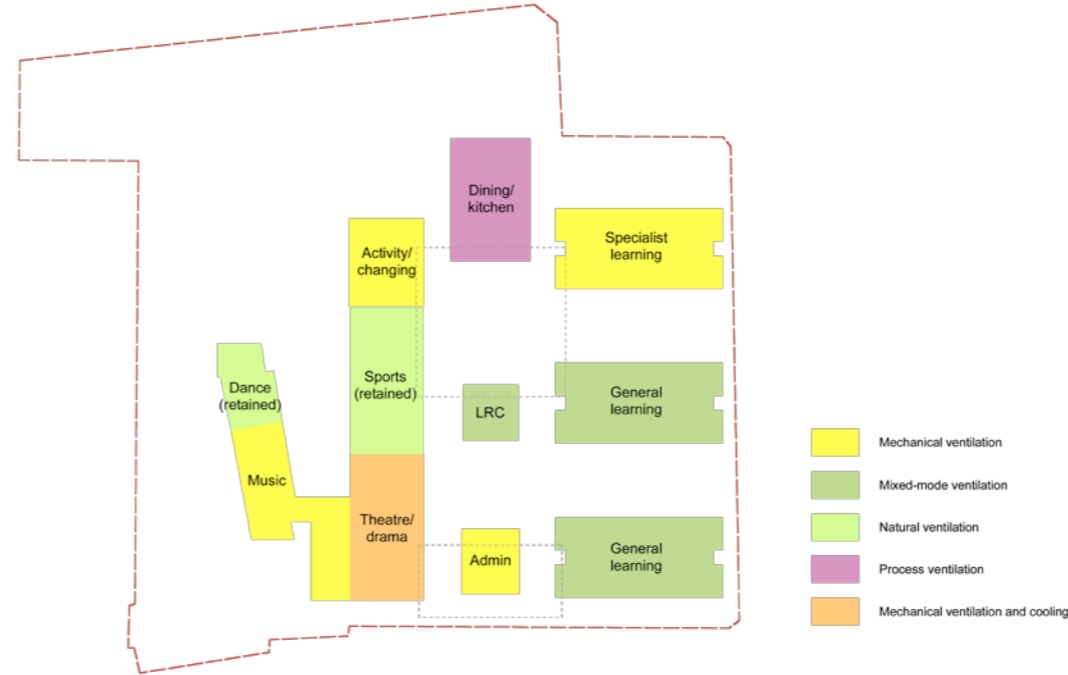 Dining/
kitchen
Specialist
learning
Activity/
changing
Sports
(retained)
Dance
(retained)
General
learning
LRC
Music
Theatre/
drama
Admin
General
learning
Mechanical ventilation
Mixed-mode ventilation
Natural ventilation
Process ventilation
Mechanical ventilation and cooling